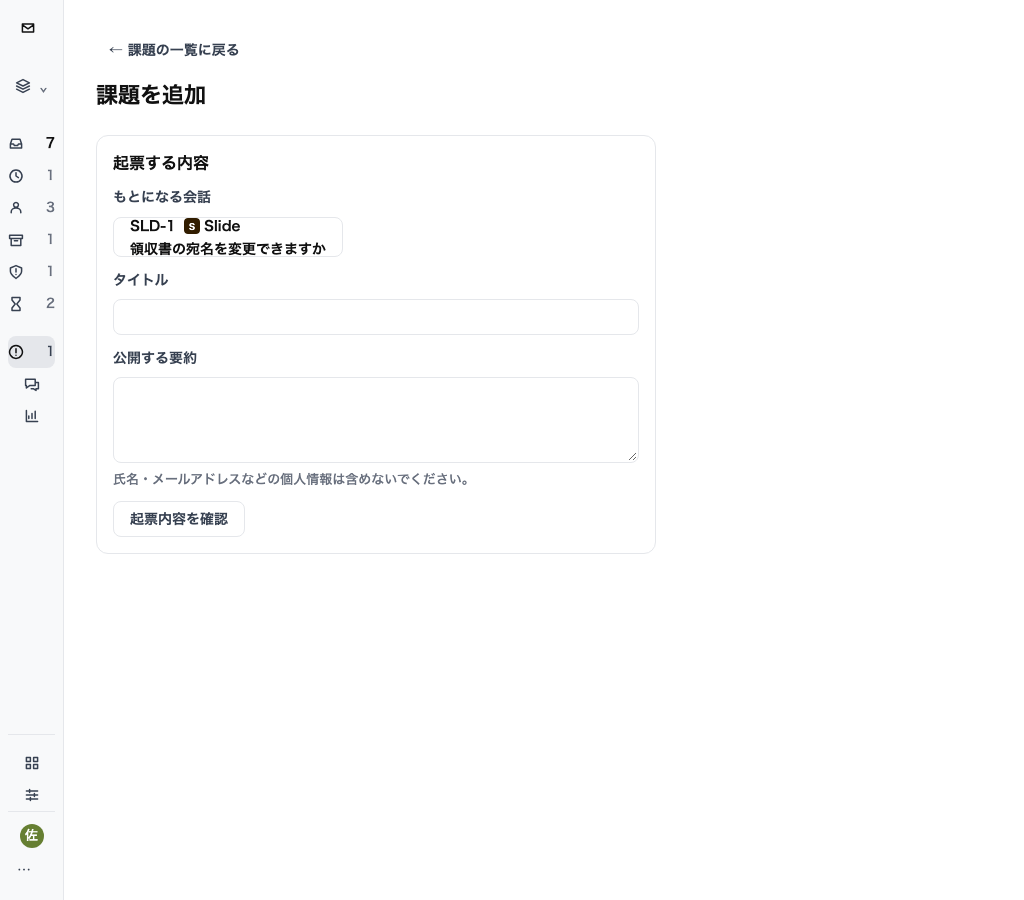 ← 課題の一覧に戻る
課題を追加
7
1
3
1
1
2
1
起票する内容
もとになる会話
SLD-1 S Slide
領収書の宛名を変更できますか
タイトル
公開する要約
氏名・メールアドレスなどの個人情報は含めないでください。
起票内容を確認
佐
…